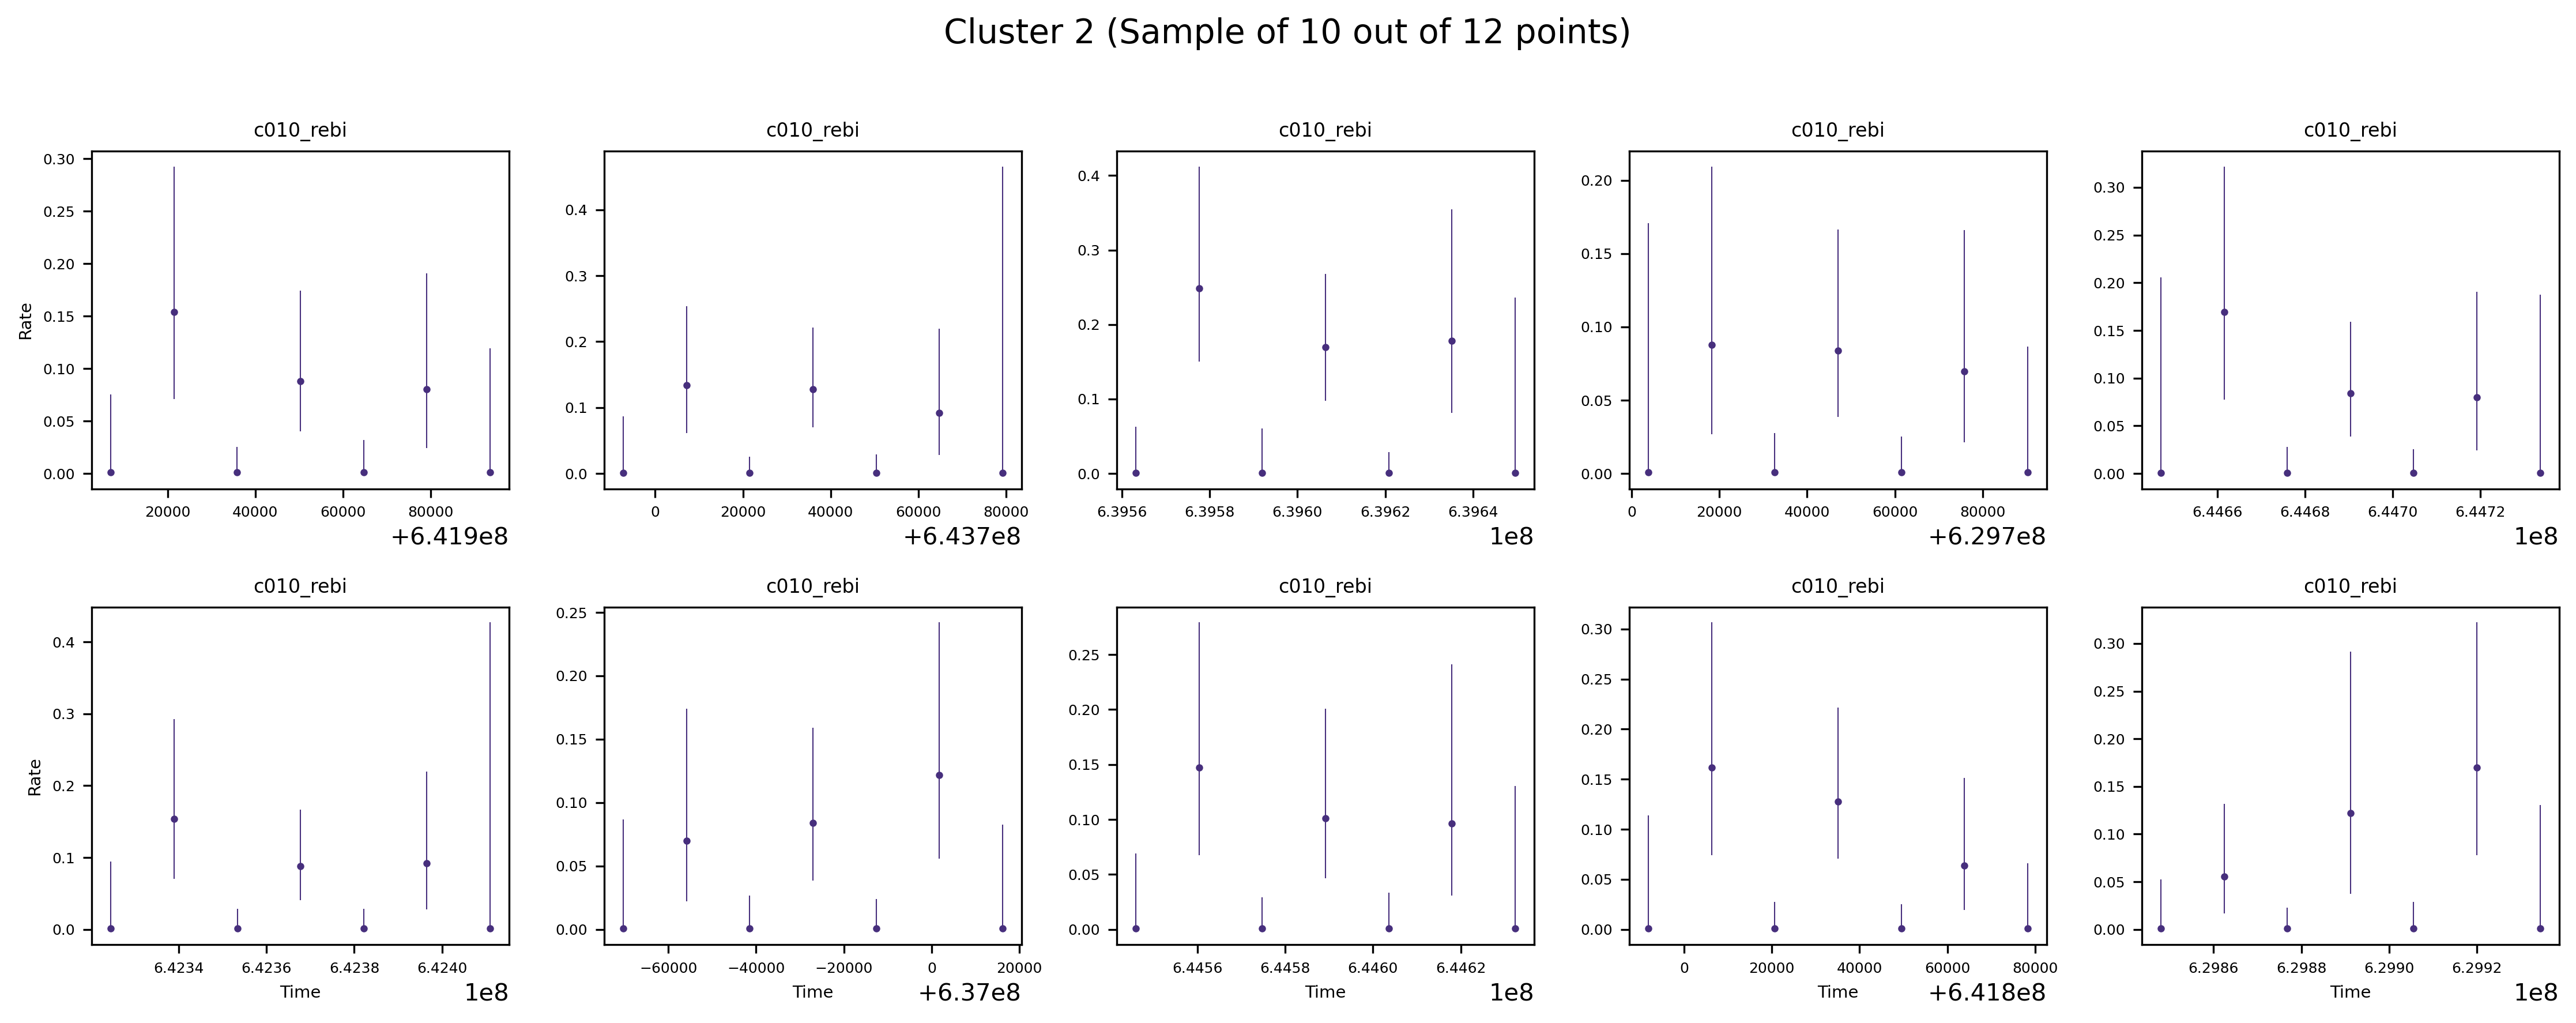 Cluster 2 (Sample of 10 out of 12 points)
c010_rebi c010_rebi c010_rebi c010_rebi c010_rebi
Rate
0.30
0.25
0.20
0.15
0.10
0.05
0.00
20000 40000 60000 80000
+6.419e8
0.4
0.3
0.2
0.1
0.0
0 20000 40000 60000 80000
+6.437e8
0.4
0.3
0.2
0.1
0.0
6.3956 6.3958 6.3960 6.3962 6.3964
1e8
0.20
0.15
0.10
0.05
0.00
0 20000 40000 60000 80000
+6.297e8
0.30
0.25
0.20
0.15
0.10
0.05
0.00
6.4466 6.4468 6.4470 6.4472
1e8
c010_rebi c010_rebi c010_rebi c010_rebi c010_rebi
Rate
0.4
0.3
0.2
0.1
0.0
6.4234 6.4236 6.4238 6.4240
Time 1e8
0.25
0.20
0.15
0.10
0.05
0.00
−60000 −40000 −20000 0 20000
Time +6.37e8
0.25
0.20
0.15
0.10
0.05
0.00
6.4456 6.4458 6.4460 6.4462
Time 1e8
0.30
0.25
0.20
0.15
0.10
0.05
0.00
0 20000 40000 60000 80000
Time +6.418e8
0.30
0.25
0.20
0.15
0.10
0.05
0.00
6.2986 6.2988 6.2990 6.2992
Time 1e8